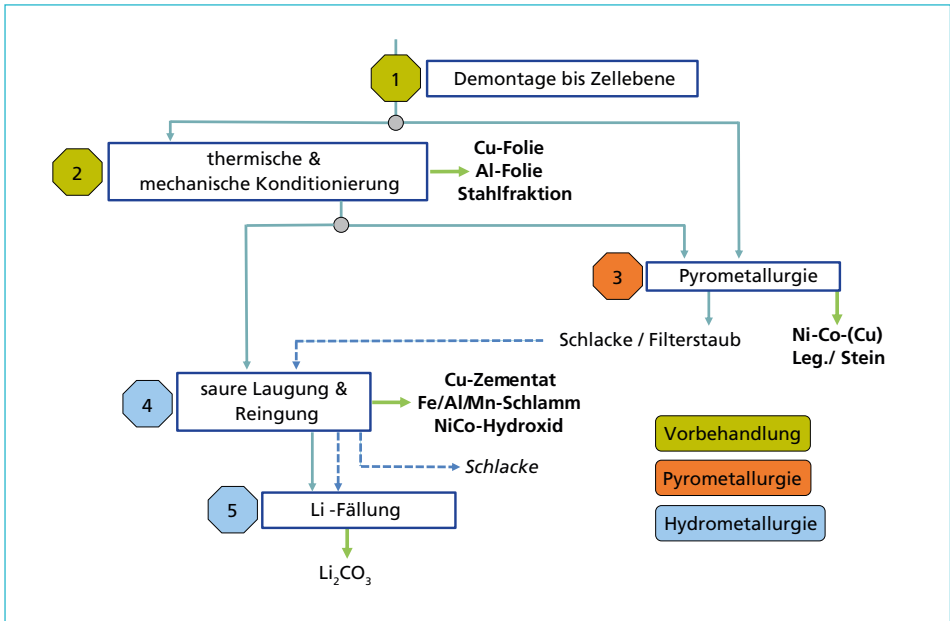 1
Demontage bis Zellebene
2
thermische &
mechanische Konditionierung
Cu-Folie
Al-Folie
Stahlfraktion
3
Pyrometallurgie
Schlacke / Filterstaub
Ni-Co-(Cu)
Leg./ Stein
4
saure Laugung &
Reingung
Cu-Zementat
Fe/Al/Mn-Schlamm
NiCo-Hydroxid
Schlacke
5
Li -Fällung
Li₂CO₃
Vorbehandlung
Pyrometallurgie
Hydrometallurgie